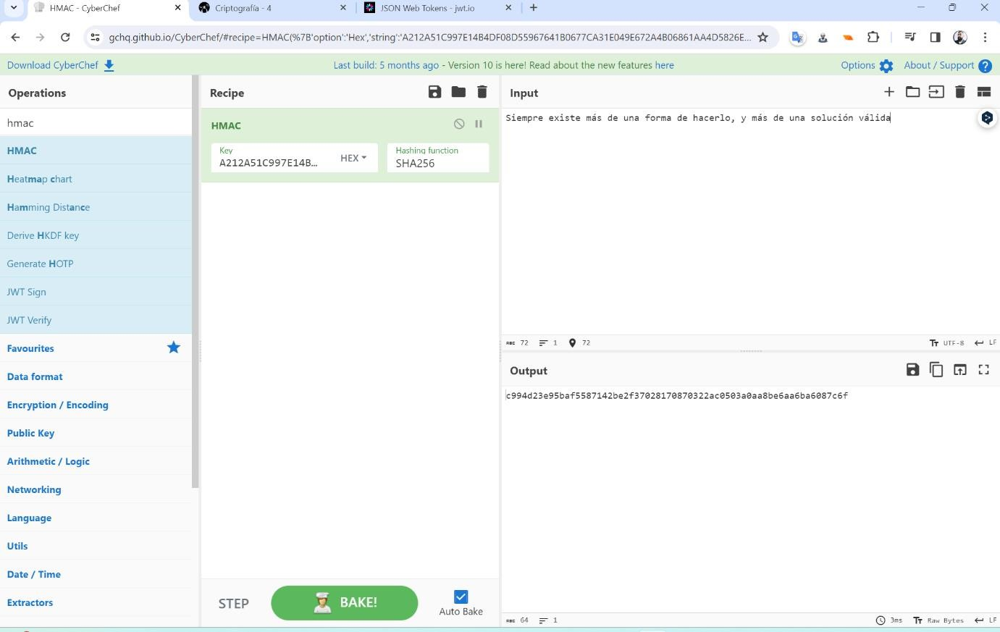 HMAC - CyberChef
Criptografía - 4
JSON Web Tokens - jwt.io
gchq.github.io/CyberChef/#recipe=HMAC(%7B'option':'Hex','string':'A212A51C997E14B4DF08D55967641B0677CA31E049E672A4B06861AA4D5826E...
Download CyberChef
Last build: 5 months ago - Version 10 is here! Read about the new features here
Options
About / Support
Operations
Recipe
Input
hmac
HMAC
Heatmap chart
Hamming Distance
Derive HKDF key
Generate HOTP
JWT Sign
JWT Verify
Favourites
Data format
Encryption / Encoding
Public Key
Arithmetic / Logic
Networking
Language
Utils
Date / Time
Extractors
HMAC
Key
A212A51C997E14B...
HEX
Hashing function
SHA256
STEP
BAKE!
Auto Bake
Siempre existe más de una forma de hacerlo, y más de una solución válida
ABC 72 1 72
UTF-8 LF
Output
c994d23e95baf5587142be2f37028170870322ac0503a0aa8be6aa6ba6087c6f
ABC 64 1
3ms Raw Bytes LF